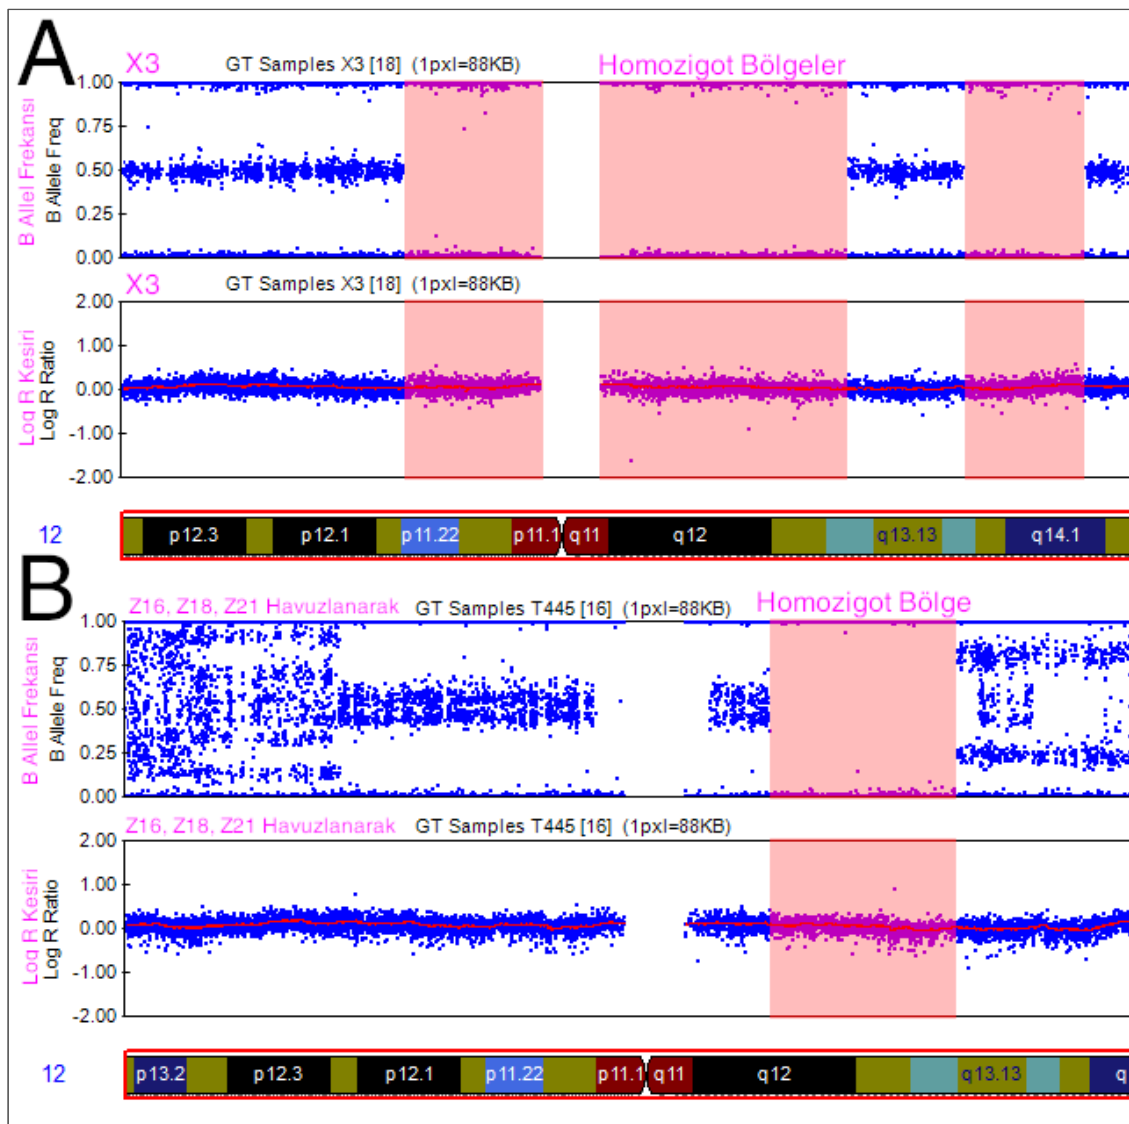 A
X3 GT Samples X3 [18] (1pxl=88KB) Homozigot Bölgeler
B Allel Frekansı
B Allele Freq
1.00
0.75
0.50
0.25
0.00
X3 GT Samples X3 [18] (1pxl=88KB)
Log R Kesiri
Log R Ratio
2.00
1.00
0.00
-1.00
-2.00
12 p12.3 p12.1 p11.22 p11.1 q11 q12 q13.13 q14.1
B
Z16, Z18, Z21 Havuzlanarak GT Samples T445 [16] (1pxl=88KB) Homozigot Bölge
B Allel Frekansı
B Allele Freq
1.00
0.75
0.50
0.25
0.00
Z16, Z18, Z21 Havuzlanarak GT Samples T445 [16] (1pxl=88KB)
Log R Kesiri
Log R Ratio
2.00
1.00
0.00
-1.00
-2.00
12 p13.2 p12.3 p12.1 p11.22 p11.1 q11 q12 q13.13 q